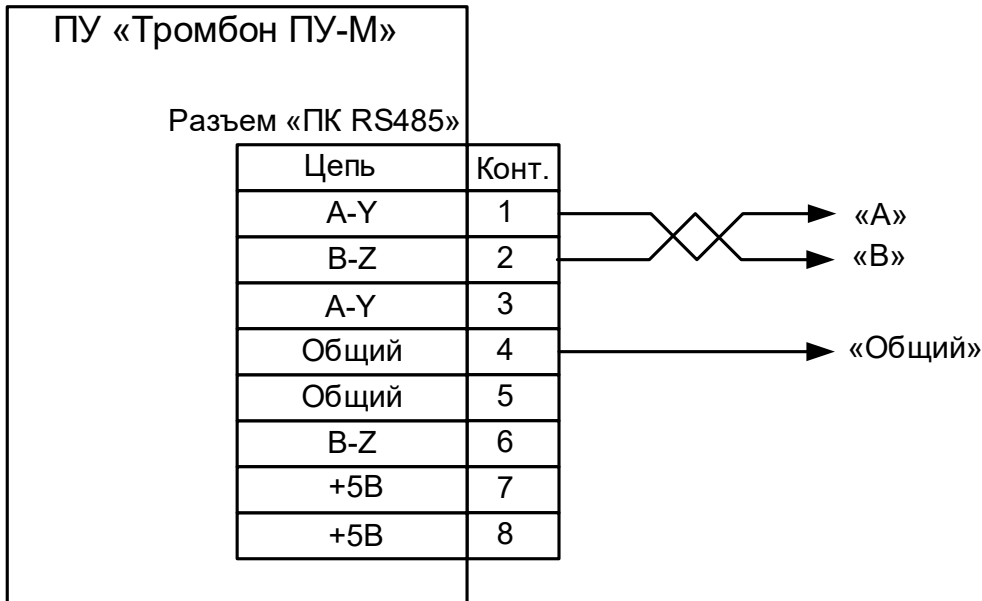 ПУ «Тромбон ПУ-М»
Разъем «ПК RS485»
Цепь Конт.
A-Y 1 «A»
B-Z 2 «B»
A-Y 3
Общий 4 «Общий»
Общий 5
B-Z 6
+5В 7
+5В 8